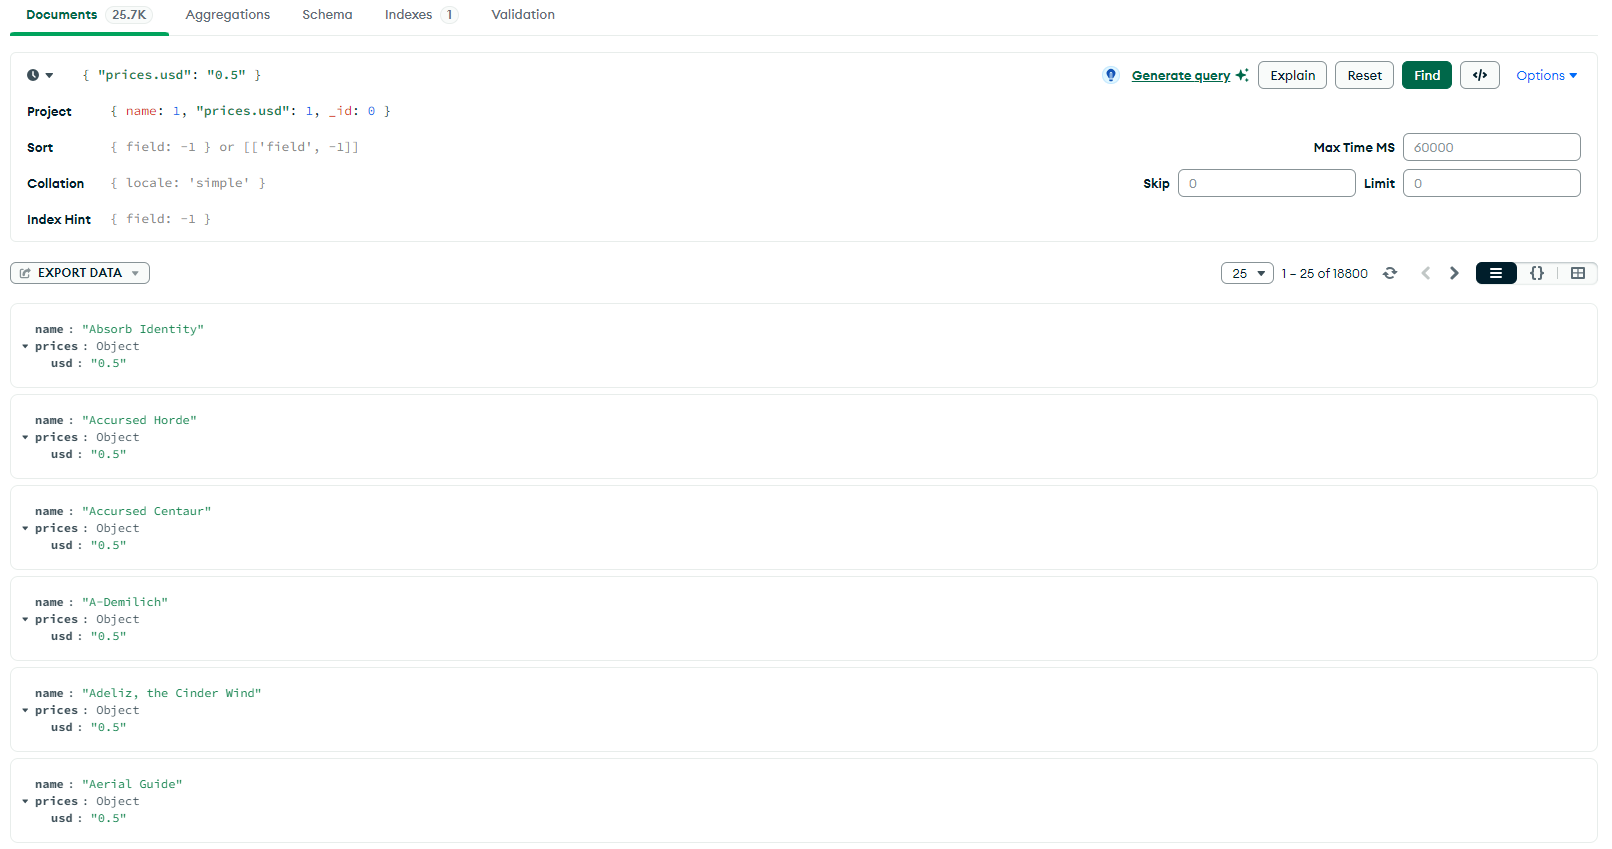 Documents 25.7K Aggregations Schema Indexes 1 Validation
{ "prices.usd": "0.5" } Generate query Explain Reset Find </> Options
Project { name: 1, "prices.usd": 1, _id: 0 }
Sort { field: -1 } or [['field', -1]] Max Time MS 60000
Collation { locale: 'simple' } Skip 0 Limit 0
Index Hint { field: -1 }
EXPORT DATA 25 1 – 25 of 18800 {}
name : "Absorb Identity"
prices : Object
usd : "0.5"
name : "Accursed Horde"
prices : Object
usd : "0.5"
name : "Accursed Centaur"
prices : Object
usd : "0.5"
name : "A-Demilich"
prices : Object
usd : "0.5"
name : "Adeliz, the Cinder Wind"
prices : Object
usd : "0.5"
name : "Aerial Guide"
prices : Object
usd : "0.5"